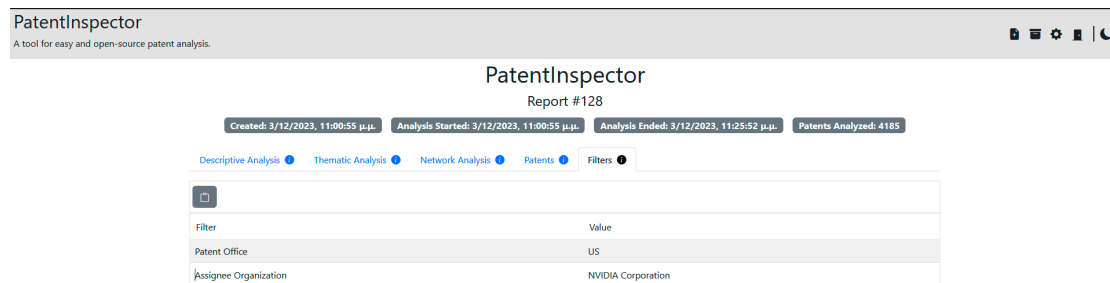 PatentInspector
A tool for easy and open-source patent analysis.
PatentInspector
Report #128
Created: 3/12/2023, 11:00:55 μ.μ. Analysis Started: 3/12/2023, 11:00:55 μ.μ. Analysis Ended: 3/12/2023, 11:25:52 μ.μ. Patents Analyzed: 4185
Descriptive Analysis Thematic Analysis Network Analysis Patents Filters
Filter Value
Patent Office US
Assignee Organization NVIDIA Corporation